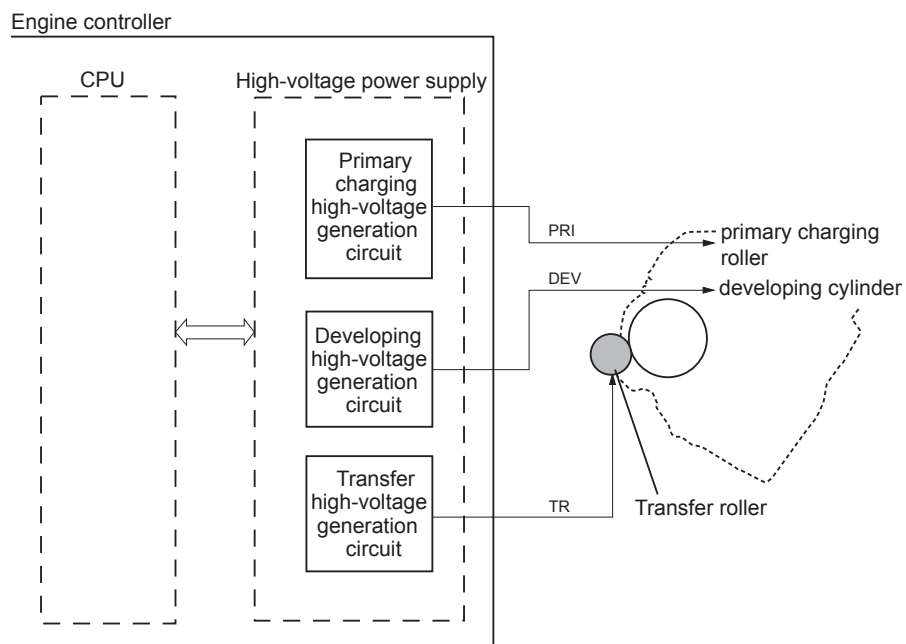 Engine controller
CPU
High-voltage power supply
Primary
charging
high-voltage
generation
circuit
PRI
primary charging
roller
DEV
developing cylinder
Developing
high-voltage
generation
circuit
Transfer
high-voltage
generation
circuit
TR
Transfer roller